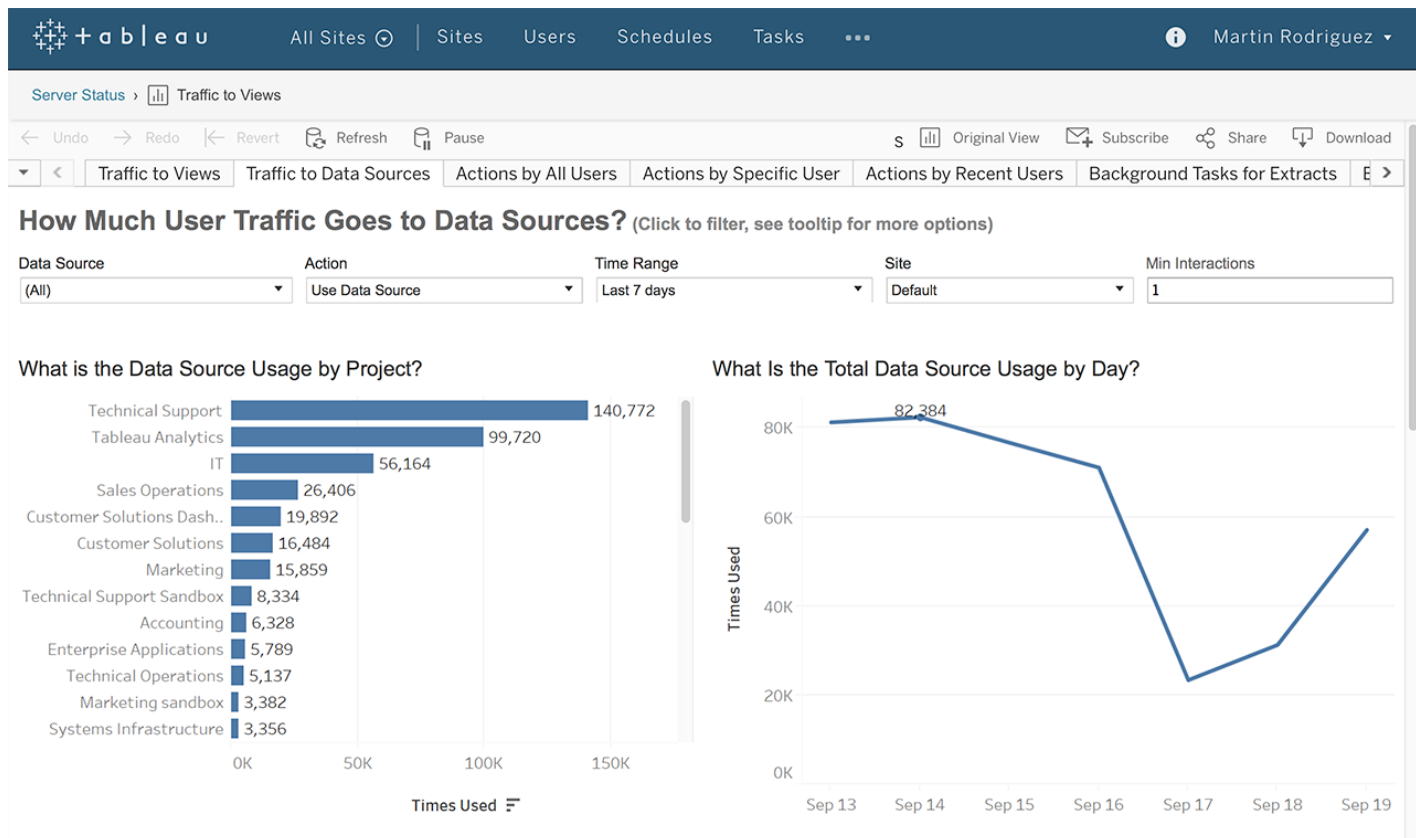 + a b | e a u All Sites Sites Users Schedules Tasks ••• i Martin Rodriguez
Server Status › Traffic to Views
Undo Redo Revert Refresh Pause S Original View Subscribe Share Download
Traffic to Views Traffic to Data Sources Actions by All Users Actions by Specific User Actions by Recent Users Background Tasks for Extracts
How Much User Traffic Goes to Data Sources? (Click to filter, see tooltip for more options)
Data Source Action Time Range Site Min Interactions
(All) Use Data Source Last 7 days Default 1
What is the Data Source Usage by Project?
Technical Support 140,772
Tableau Analytics 99,720
IT 56,164
Sales Operations 26,406
Customer Solutions Dash.. 19,892
Customer Solutions 16,484
Marketing 15,859
Technical Support Sandbox 8,334
Accounting 6,328
Enterprise Applications 5,789
Technical Operations 5,137
Marketing sandbox 3,382
Systems Infrastructure 3,356
0K 50K 100K 150K
Times Used
What Is the Total Data Source Usage by Day?
82,384
80K
60K
40K
20K
0K
Times Used
Sep 13 Sep 14 Sep 15 Sep 16 Sep 17 Sep 18 Sep 19